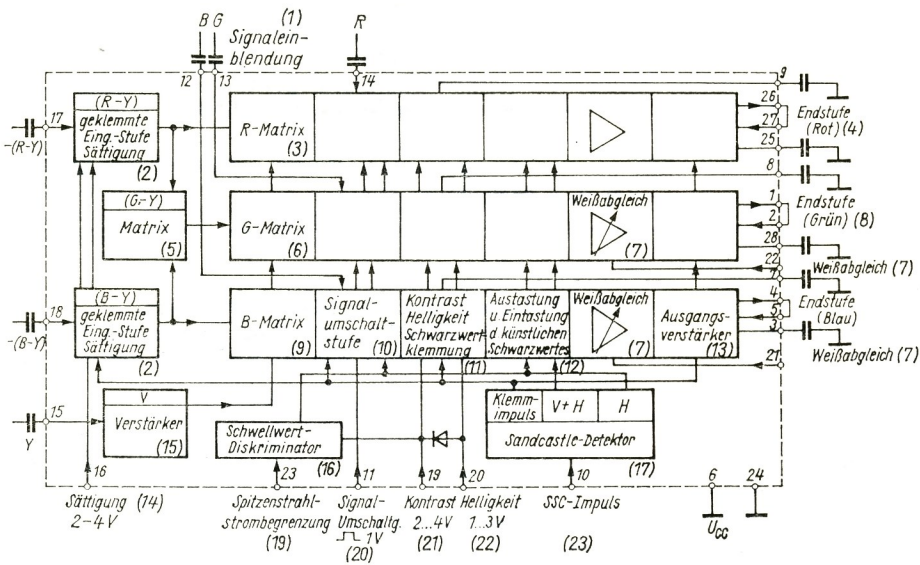 B G
(1)
Signalein-
blendung
R
12
13
14
9
17
-(R-Y)
(R-Y)
geklemmte
Eing.-Stufe
Sättigung
(2)
R-Matrix
(3)
26
27
25
Endstufe
(Rot) (4)
8
(Gr-Y)
Matrix
(5)
G-Matrix
(6)
Weißabgleich
(7)
1
2
Endstufe
(Grün) (8)
28
22
Weißabgleich (7)
7
18
-(B-Y)
(B-Y)
geklemmte
Eing.-Stufe
Sättigung
(2)
B-Matrix
(9)
Signal-
umschalt-
stufe
(10)
Kontrast
Helligkeit
Schwarzwert-
klemmung
(11)
Austastung
u. Eintastung
d. künstlichen
Schwarzwertes
(12)
Weißabgleich
(7)
Ausgangs-
verstärker
(13)
4
5
3
Endstufe
(Blau)
21
Weißabgleich (7)
15
Y
V
Verstärker
(15)
Schwellwert-
Diskriminator
(16)
Klemm-
impuls
V+H
H
Sandcastle-Detektor
(17)
16
23
11
19
20
10
6
24
Sättigung (14)
2-4V
Spitzenstrahl-
strombegrenzung
(19)
Signal-
Umschaltg.
1V
(20)
Kontrast
2...4V
(21)
Helligkeit
1...3V
(22)
SSC-Impuls
(23)
UCC